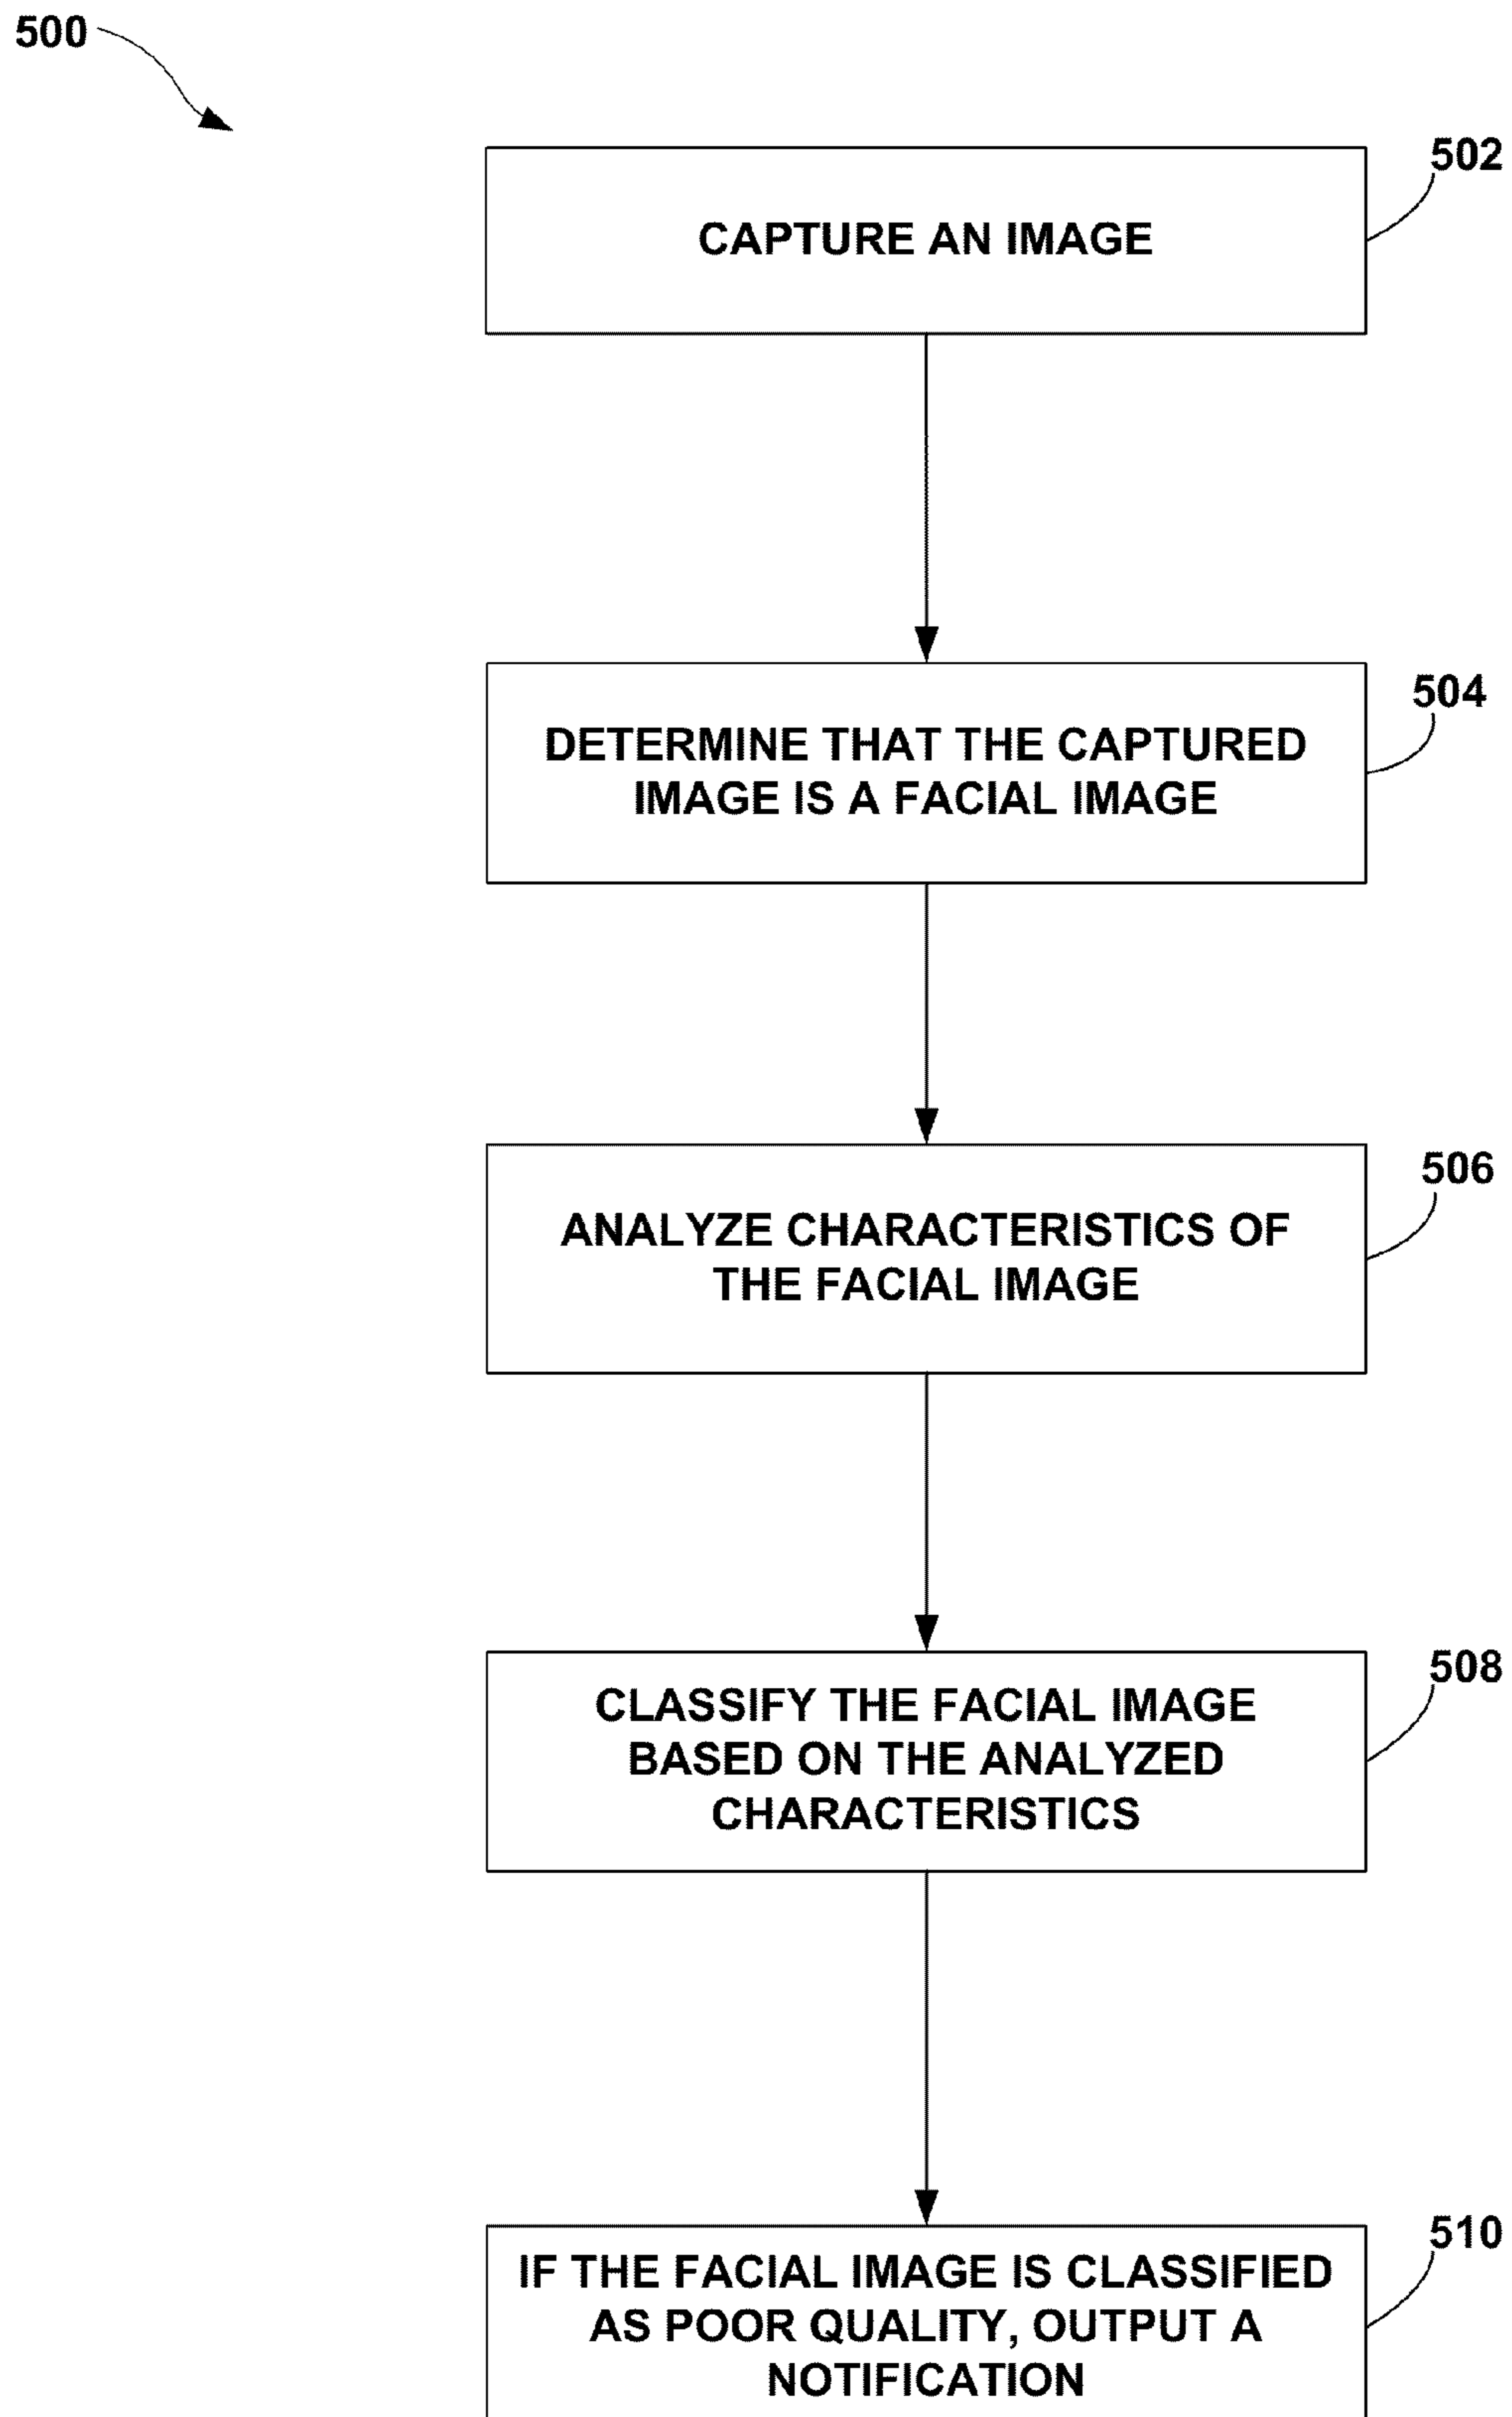 500
502
CAPTURE AN IMAGE
504
DETERMINE THAT THE CAPTURED
IMAGE IS A FACIAL IMAGE
506
ANALYZE CHARACTERISTICS OF
THE FACIAL IMAGE
508
CLASSIFY THE FACIAL IMAGE
BASED ON THE ANALYZED
CHARACTERISTICS
510
IF THE FACIAL IMAGE IS CLASSIFIED
AS POOR QUALITY, OUTPUT A
NOTIFICATION